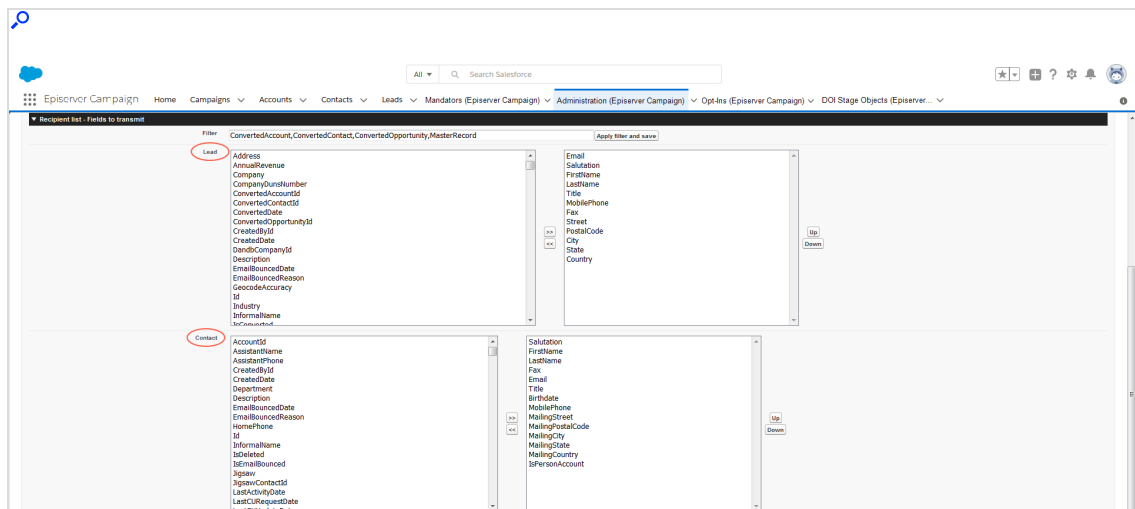 All ▼ Search Salesforce
Episerver Campaign Home Campaigns Accounts Contacts Leads Mandators (Episerver Campaign) Administration (Episerver Campaign) Opt-Ins (Episerver Campaign) DOI Stage Objects (Episerver...
▼ Recipient list - Fields to transmit
Filter ConvertedAccount,ConvertedContact,ConvertedOpportunity,MasterRecord Apply filter and save
Lead
Address
AnnualRevenue
Company
CompanyDunsNumber
ConvertedAccountId
ConvertedContactId
ConvertedDate
ConvertedOpportunityId
CreatedById
CreatedDate
DandbCompanyId
Description
EmailBouncedDate
EmailBouncedReason
GeocodeAccuracy
Id
Industry
InformalName
IsConverted
>>
<<
Email
Salutation
FirstName
LastName
Title
MobilePhone
Fax
Street
PostalCode
City
State
Country
Up
Down
Contact
AccountId
AssistantName
AssistantPhone
CreatedById
CreatedDate
Department
Description
EmailBouncedDate
EmailBouncedReason
HomePhone
Id
InformalName
IsDeleted
IsEmailBounced
Jigsaw
JigsawContactId
LastActivityDate
LastCURequestDate
>>
<<
Salutation
FirstName
LastName
Fax
Email
Title
Birthdate
MobilePhone
MailingStreet
MailingPostalCode
MailingCity
MailingState
MailingCountry
IsPersonAccount
Up
Down